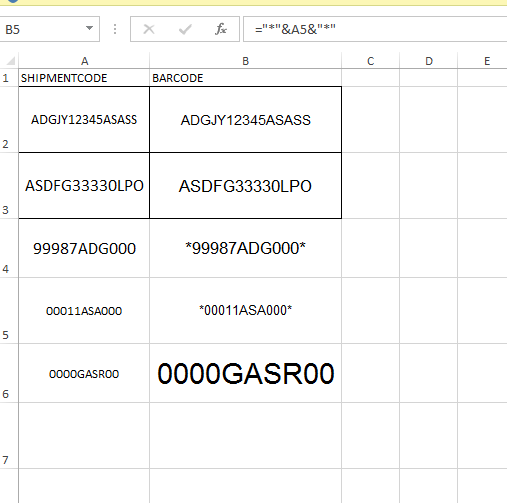 B5 fx ="*"&A5&"*"
A B C D E
1 SHIPMENTCODE BARCODE
2 ADGJY12345ASASS ADGJY12345ASASS
3 ASDFG33330LPO ASDFG33330LPO
4 99987ADG000 *99987ADG000*
5 00011ASA000 *00011ASA000*
6 0000GASR00 0000GASR00
7